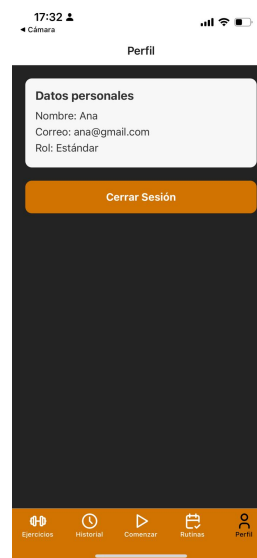 17:32
◄ Cámara
Perfil
Datos personales
Nombre: Ana
Correo: ana@gmail.com
Rol: Estándar
Cerrar Sesión
Ejercicios
Historial
Comenzar
Rutinas
Perfil